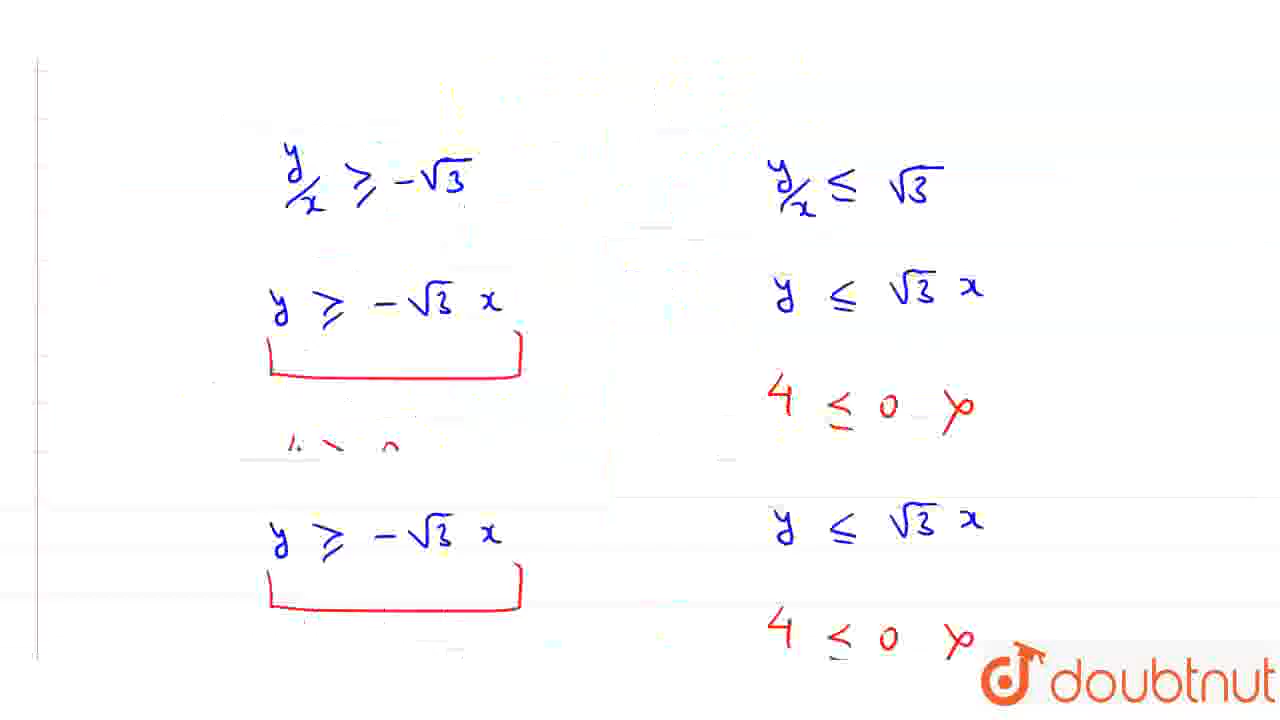 y/x ≥ -√3
y/x ≤ √3
y ≥ -√3 x
y ≤ √3 x
4 ≤ 0
y ≥ -√3 x
y ≤ √3 x
4 ≤ 0
doubtnut